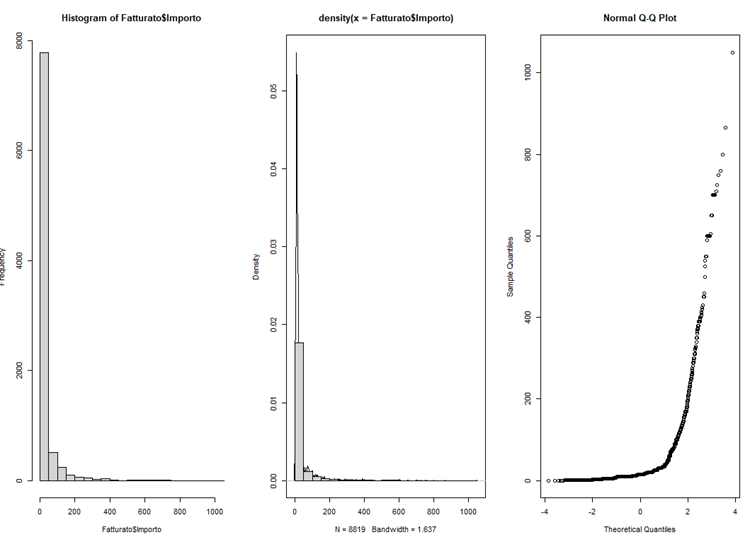 Histogram of Fatturato$Importo
Frequency
0 2000 4000 6000 8000
0 200 400 600 800 1000
Fatturato$Importo
density(x = Fatturato$Importo)
Density
0.00 0.01 0.02 0.03 0.04 0.05
0 200 400 600 800 1000
N = 8819 Bandwidth = 1.637
Normal Q-Q Plot
Sample Quantiles
0 200 400 600 800 1000
-4 -2 0 2 4
Theoretical Quantiles